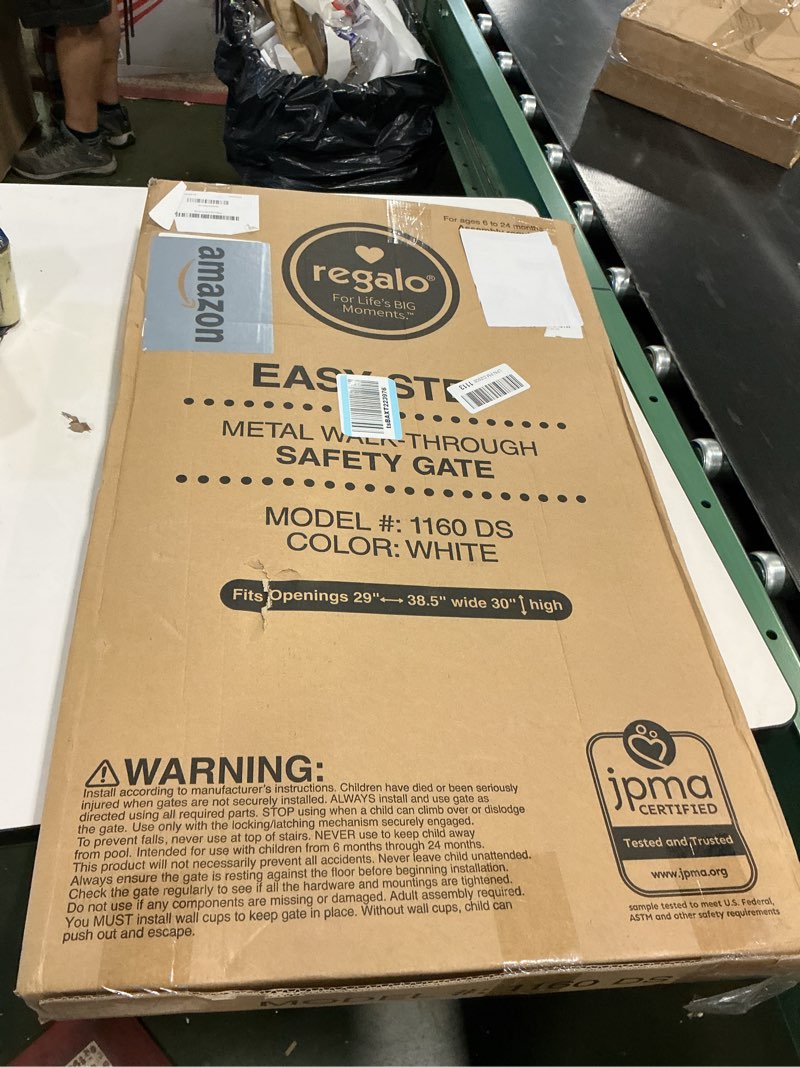 For ages 6 to 24 months
amazon
regalo®
For Life's BIG
Moments.™
EASY STE
1113
tsBAXT223976
METAL WALK-THROUGH
SAFETY GATE
MODEL #: 1160 DS
COLOR: WHITE
Fits Openings 29"↔ 38.5" wide 30"↕ high
⚠ WARNING:
Install according to manufacturer's instructions. Children have died or been seriously
injured when gates are not securely installed. ALWAYS install and use gate as
directed using all required parts. STOP using when a child can climb over or dislodge
the gate. Use only with the locking/latching mechanism securely engaged.
To prevent falls, never use at top of stairs. NEVER use to keep child away
from pool. Intended for use with children from 6 months through 24 months.
This product will not necessarily prevent all accidents. Never leave child unattended.
Always ensure the gate is resting against the floor before beginning installation.
Check the gate regularly to see if all the hardware and mountings are tightened.
Do not use if any components are missing or damaged. Adult assembly required.
You MUST install wall cups to keep gate in place. Without wall cups, child can
push out and escape.
jpma
CERTIFIED
Tested and Trusted
www.jpma.org
sample tested to meet U.S. Federal,
ASTM and other safety requirements
MODEL #: 1160 DS